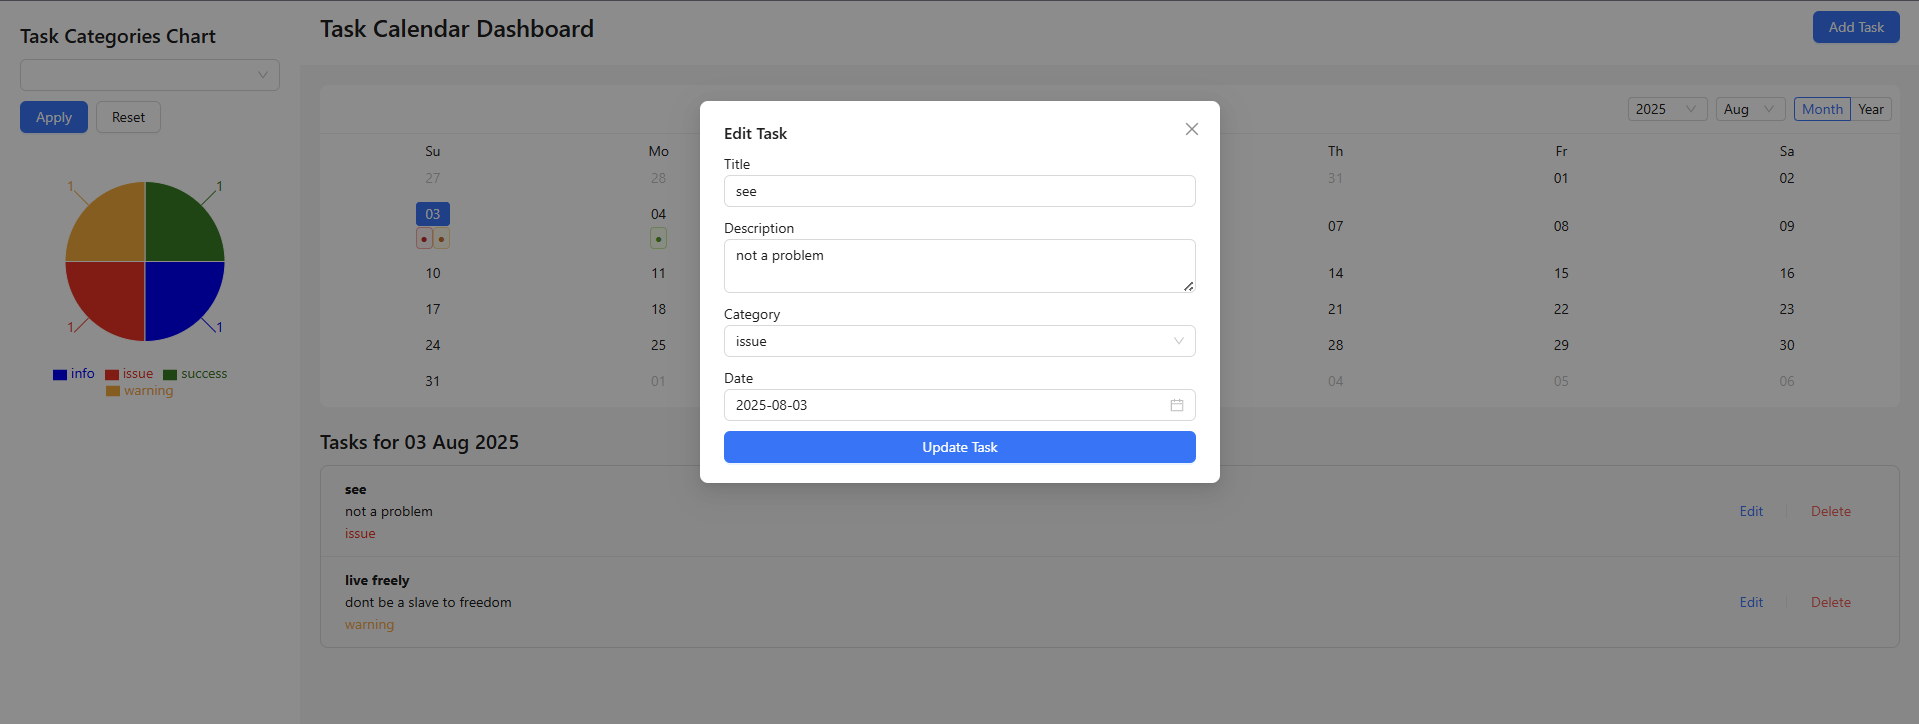 Task Categories Chart
Apply
Reset
1
1
1
1
info
issue
success
warning
Task Calendar Dashboard
Add Task
2025
Aug
Month
Year
Su Mo Th Fr Sa
27 28 31 01 02
03 04 07 08 09
10 11 14 15 16
17 18 21 22 23
24 25 28 29 30
31 01 04 05 06
Tasks for 03 Aug 2025
see
not a problem
issue
Edit
Delete
live freely
dont be a slave to freedom
warning
Edit
Delete
Edit Task
Title
see
Description
not a problem
Category
issue
Date
2025-08-03
Update Task